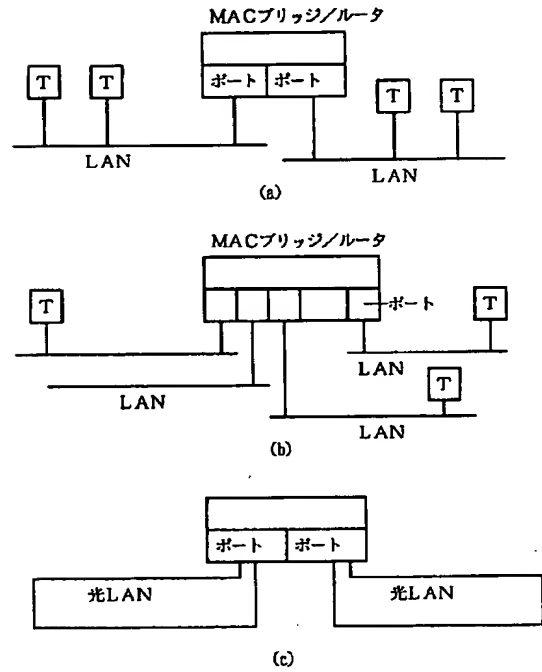 MACブリッジ/ルータ
ポート ポート
T T T T
LAN LAN
(a)
MACブリッジ/ルータ
ポート
T T
LAN
T
LAN LAN
(b)
ポート ポート
光LAN 光LAN
(c)